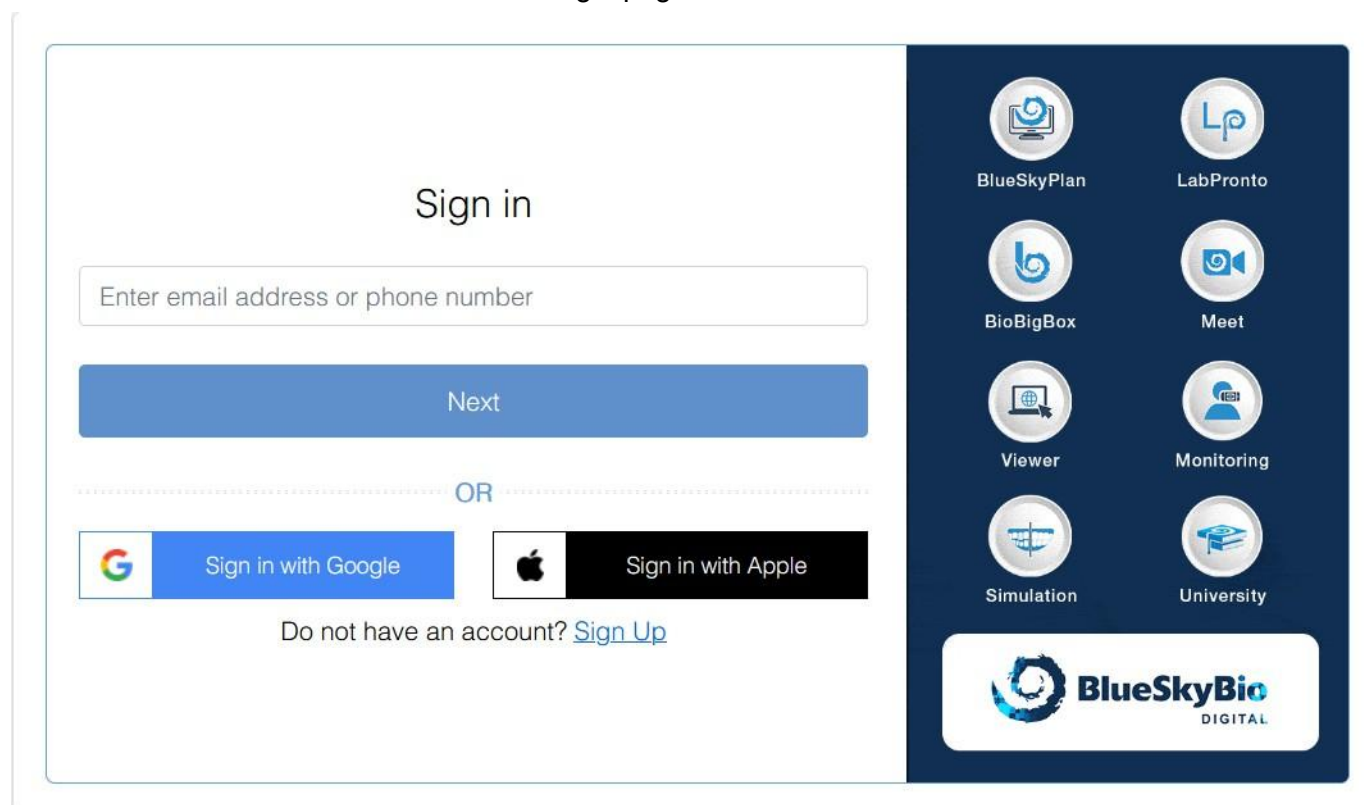 Sign in
Enter email address or phone number
Next
OR
Sign in with Google
Sign in with Apple
Do not have an account? Sign Up
BlueSkyPlan
LabPronto
BioBigBox
Meet
Viewer
Monitoring
Simulation
University
BlueSkyBio
DIGITAL